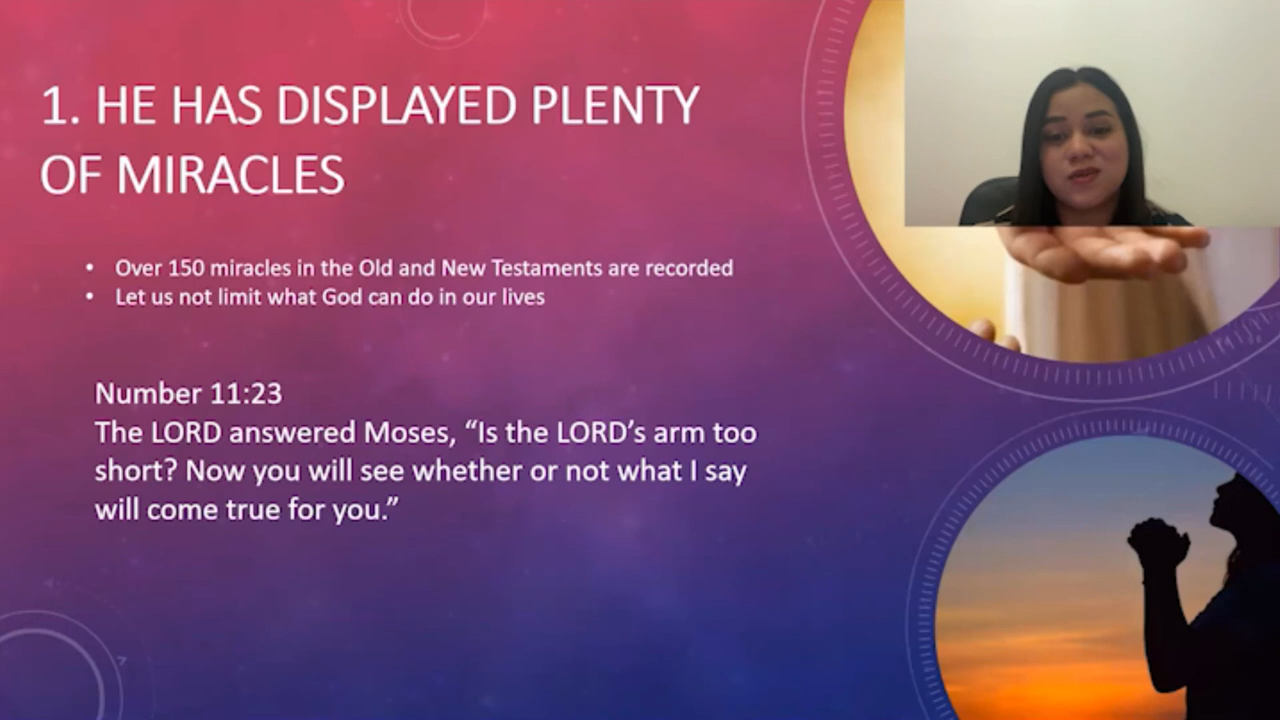 1. HE HAS DISPLAYED PLENTY
OF MIRACLES
• Over 150 miracles in the Old and New Testaments are recorded
• Let us not limit what God can do in our lives
Number 11:23
The LORD answered Moses, “Is the LORD’s arm too
short? Now you will see whether or not what I say
will come true for you.”